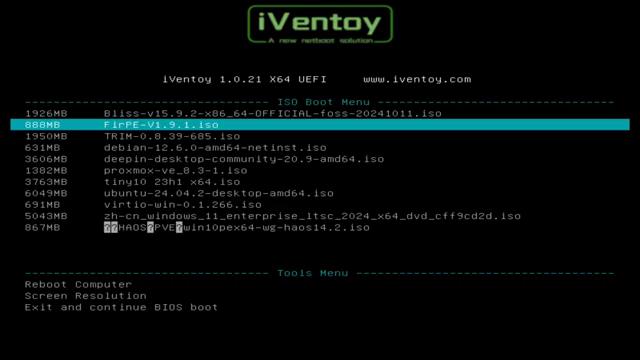 iVentoy
A new netboot solution
iVentoy 1.0.21 X64 UEFI www.iventoy.com
ISO Boot Menu
1926MB Bliss-v15.9.2-x86_64-OFFICIAL-foss-20241011.iso
888MB FirPE-V1.9.1.iso
1950MB TRIM-0.8.39-685.iso
631MB debian-12.6.0-amd64-netinst.iso
3606MB deepin-desktop-community-20.9-amd64.iso
1382MB proxmox-ve_8.3-1.iso
3763MB tiny10 23h1 x64.iso
6049MB ubuntu-24.04.2-desktop-amd64.iso
691MB virtio-win-0.1.266.iso
5043MB zh-cn_windows_11_enterprise_ltsc_2024_x64_dvd_cff9cd2d.iso
867MB ??HAOS?PVE?win10pex64-wg-haos14.2.iso
Tools Menu
Reboot Computer
Screen Resolution
Exit and continue BIOS boot